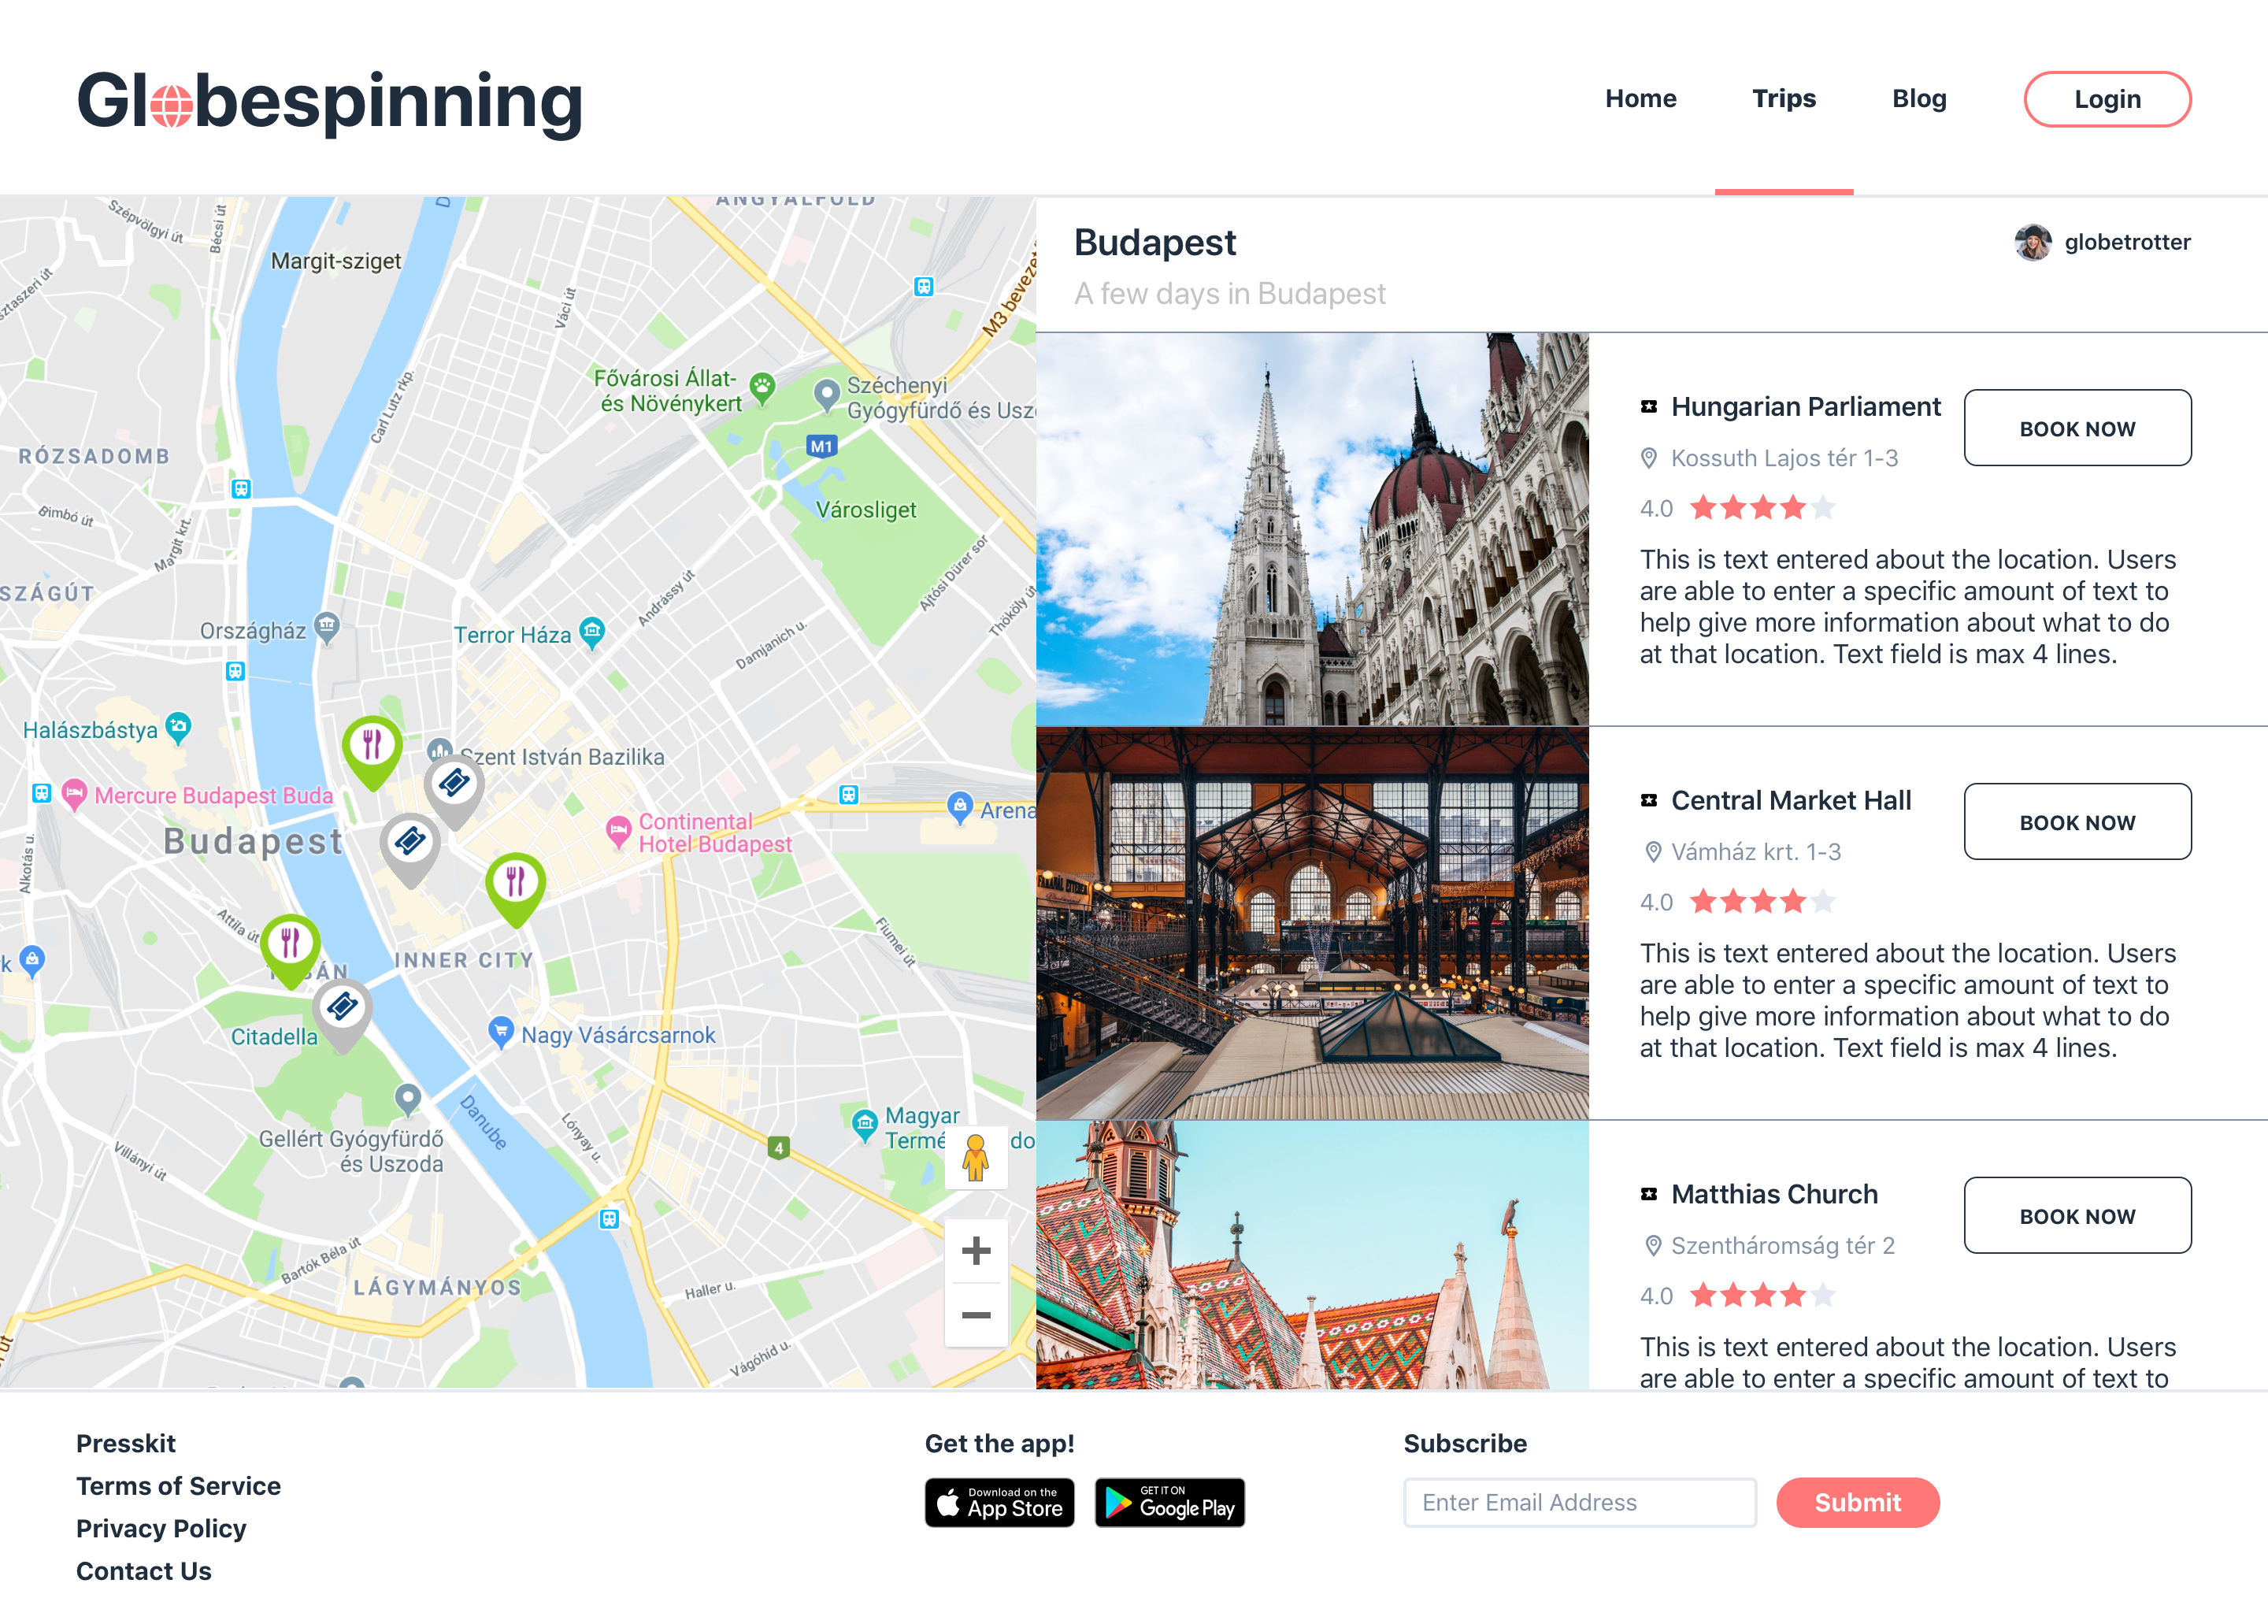 Globespinning
Home
Trips
Blog
Login
ANGYALFÖLD
Szépvölgyi út
Bécsi út
Margit-sziget
Váci út
M3 bevezető
Carl Lutz rkp.
Fővárosi Állat-
és Növénykert
Széchenyi
Gyógyfürdő és Usz
M1
RÓZSADOMB
Városliget
Bimbó út
Margit krt.
Ajtósi Dürer sor
Thököly út
SZÁGÚT
Andrássy út
Országház
Terror Háza
Damjanich u.
Halászbástya
Szent István Bazilika
Mercure Budapest Buda
Continental
Hotel Budapest
Arena
Budapest
Alkotás u.
Attila út
Fiumei út
INNER CITY
Citadella
Nagy Vásárcsarnok
Danube
Lónyay u.
Magyar
Termé
do
4
Gellért Gyógyfürdő
és Uszoda
Villányi út
Bartók Béla út
LÁGYMÁNYOS
Haller u.
Vágóhíd u.
Budapest
A few days in Budapest
globetrotter
Hungarian Parliament
BOOK NOW
Kossuth Lajos tér 1-3
4.0
This is text entered about the location. Users
are able to enter a specific amount of text to
help give more information about what to do
at that location. Text field is max 4 lines.
Central Market Hall
BOOK NOW
Vámház krt. 1-3
4.0
This is text entered about the location. Users
are able to enter a specific amount of text to
help give more information about what to do
at that location. Text field is max 4 lines.
Matthias Church
BOOK NOW
Szentháromság tér 2
4.0
This is text entered about the location. Users
are able to enter a specific amount of text to
Presskit
Terms of Service
Privacy Policy
Contact Us
Get the app!
Download on the
App Store
GET IT ON
Google Play
Subscribe
Enter Email Address
Submit